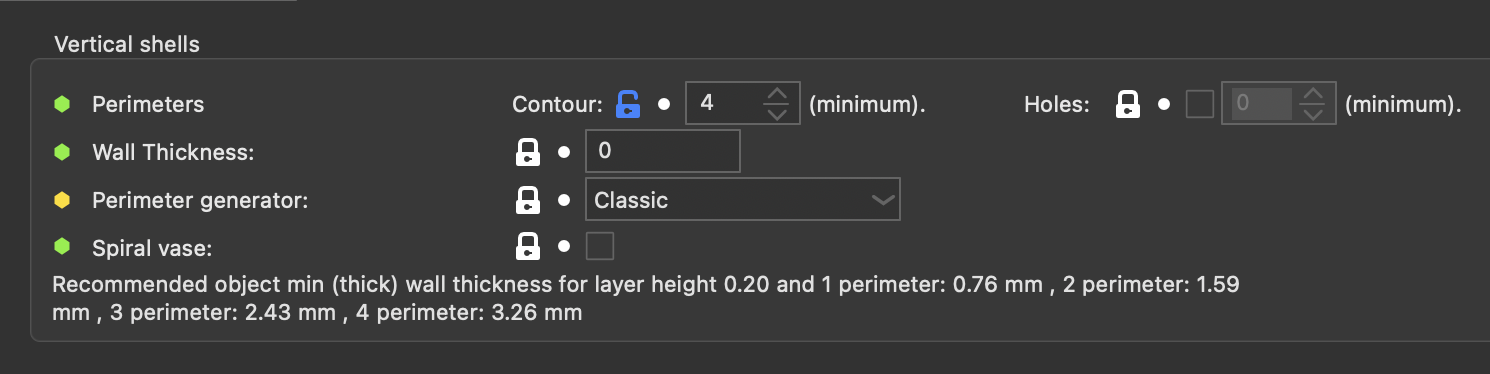 Vertical shells
Perimeters Contour: 4 (minimum). Holes: 0 (minimum).
Wall Thickness: 0
Perimeter generator: Classic
Spiral vase:
Recommended object min (thick) wall thickness for layer height 0.20 and 1 perimeter: 0.76 mm , 2 perimeter: 1.59
mm , 3 perimeter: 2.43 mm , 4 perimeter: 3.26 mm